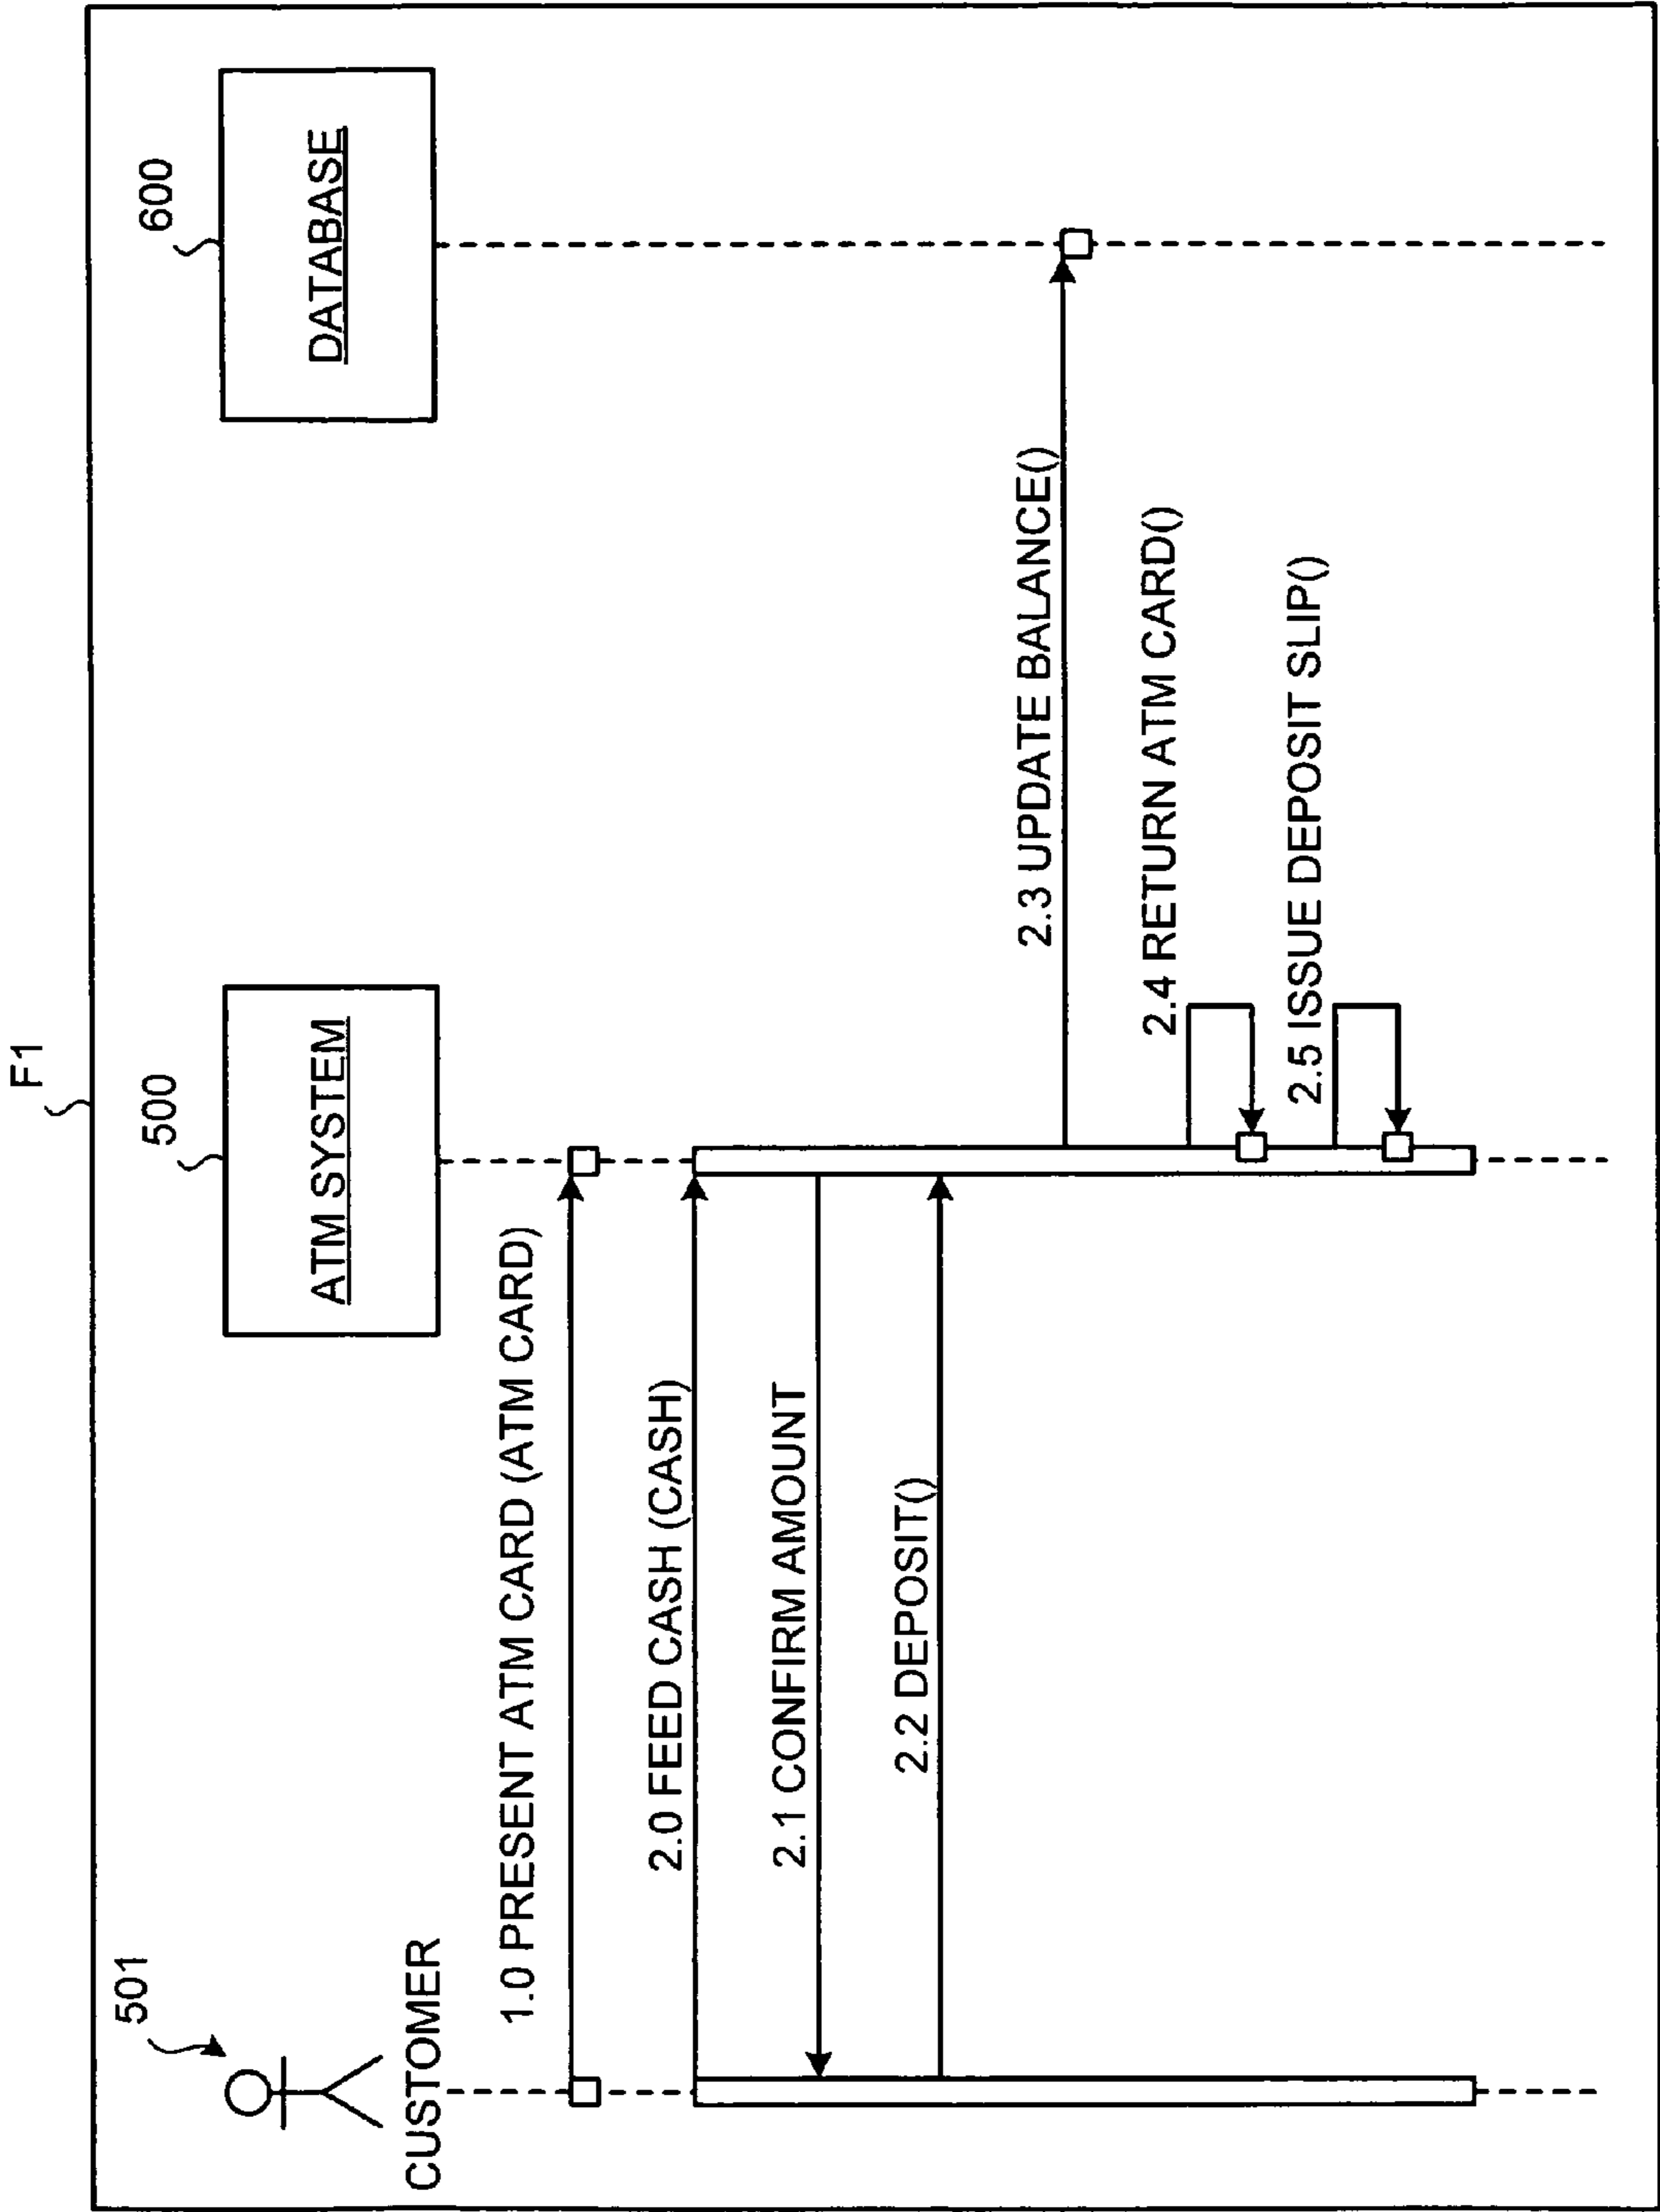 F1
501
500
600
CUSTOMER
ATM SYSTEM
DATABASE
1.0 PRESENT ATM CARD (ATM CARD)
2.0 FEED CASH (CASH)
2.1 CONFIRM AMOUNT
2.2 DEPOSIT()
2.3 UPDATE BALANCE()
2.4 RETURN ATM CARD()
2.5 ISSUE DEPOSIT SLIP()